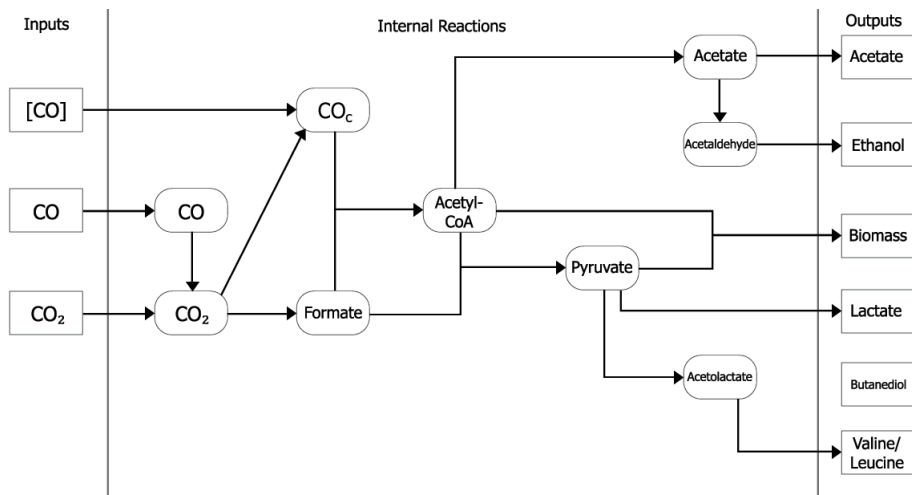 Inputs
Internal Reactions
Outputs
[CO]
CO
CO₂
CO
CO₂
CO꜀
Formate
Acetyl-
CoA
Pyruvate
Acetate
Acetaldehyde
Acetolactate
Acetate
Ethanol
Biomass
Lactate
Butanediol
Valine/
Leucine